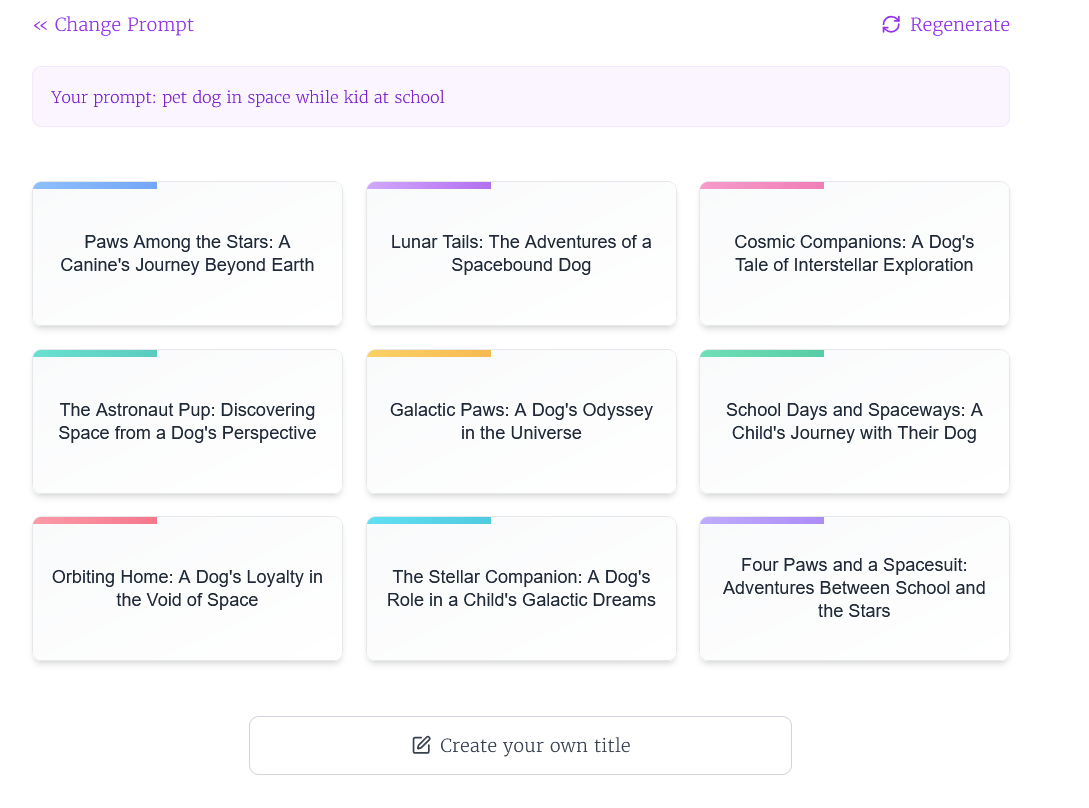 « Change Prompt
Regenerate
Your prompt: pet dog in space while kid at school
Paws Among the Stars: A
Canine's Journey Beyond Earth
Lunar Tails: The Adventures of a
Spacebound Dog
Cosmic Companions: A Dog's
Tale of Interstellar Exploration
The Astronaut Pup: Discovering
Space from a Dog's Perspective
Galactic Paws: A Dog's Odyssey
in the Universe
School Days and Spaceways: A
Child's Journey with Their Dog
Orbiting Home: A Dog's Loyalty in
the Void of Space
The Stellar Companion: A Dog's
Role in a Child's Galactic Dreams
Four Paws and a Spacesuit:
Adventures Between School and
the Stars
Create your own title